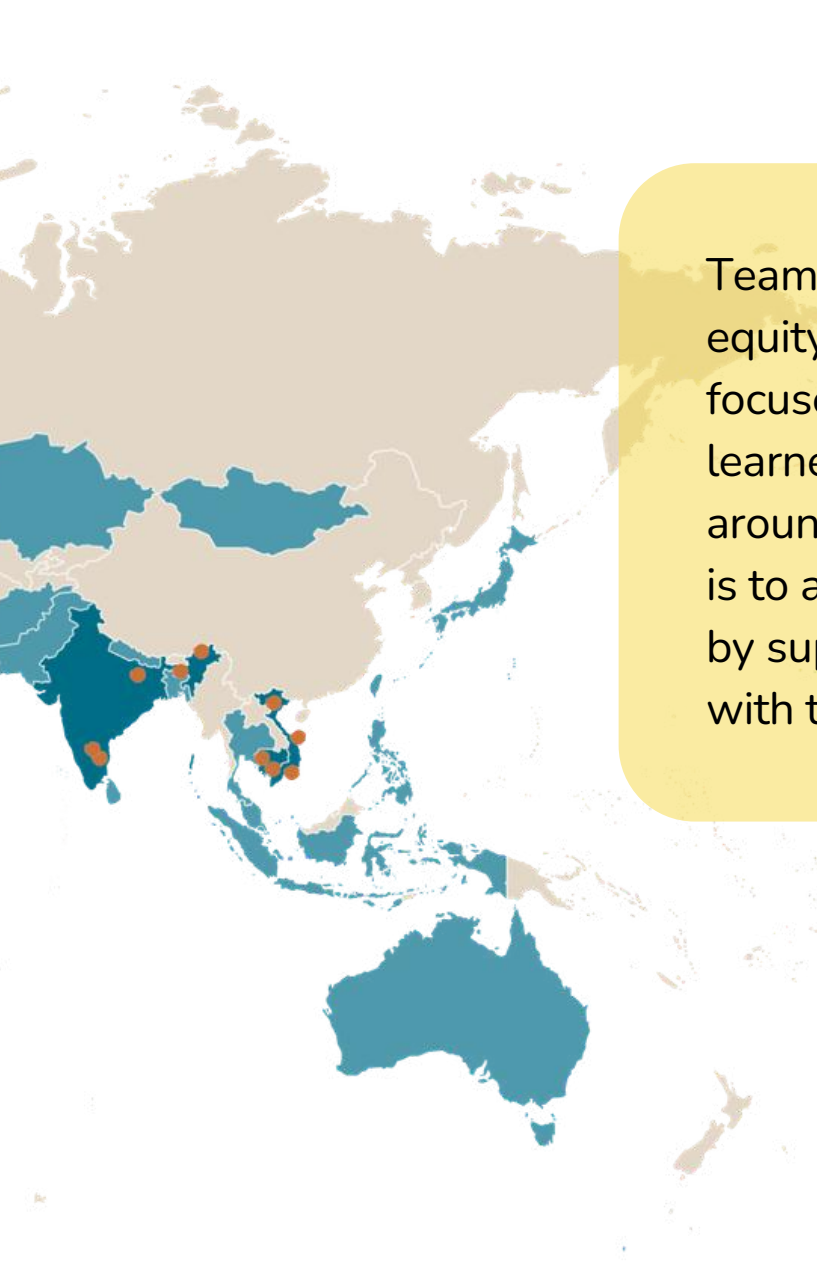 Team
equity
focuse
learne
aroun
is to a
by sup
with t